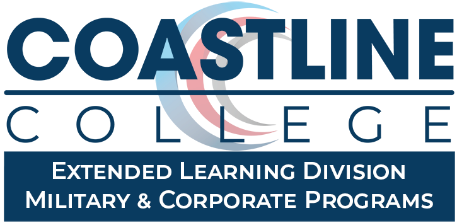 COASTLINE
COLLEGE
EXTENDED LEARNING DIVISION
MILITARY & CORPORATE PROGRAMS